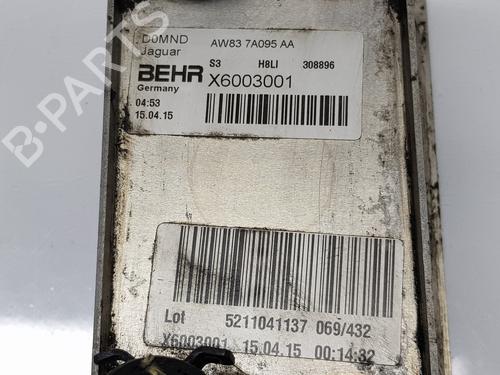 D0MND AW83 7A095 AA
Jaguar
S3 H8LI 308896
BEHR X6003001
Germany
04:53
15.04.15
Lot 5211041137 069/432
X6003001 15.04.15 00:14:32